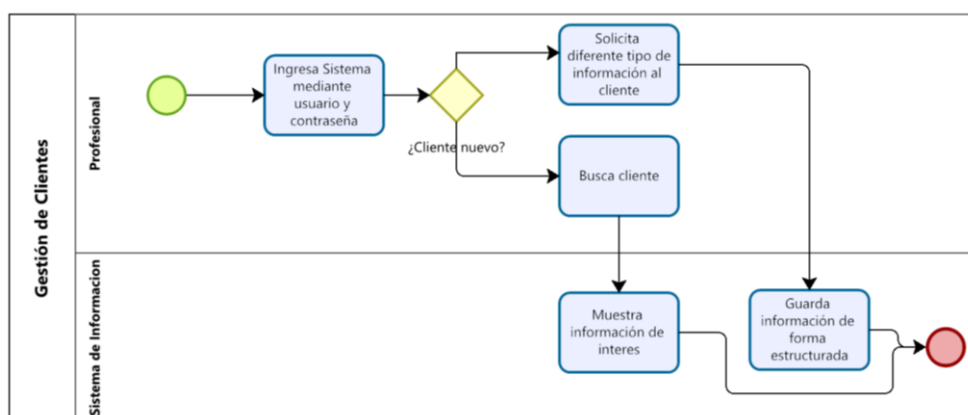 Gestión de Clientes
Profesional
Ingresa Sistema
mediante
usuario y
contraseña
¿Cliente nuevo?
Solicita
diferente tipo de
información al
cliente
Busca cliente
Sistema de Informacion
Muestra
información de
interes
Guarda
información de
forma
estructurada